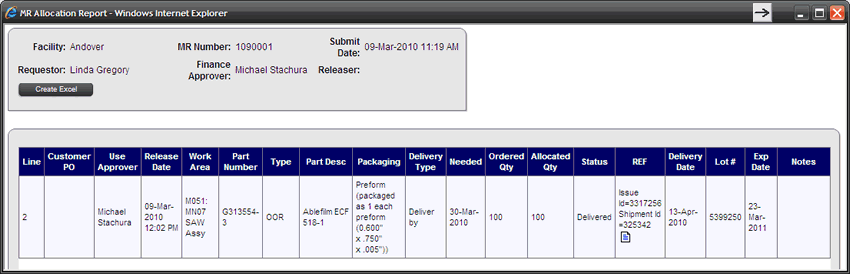 MR Allocation Report - Windows Internet Explorer
Facility: Andover MR Number: 1090001 Submit Date: 09-Mar-2010 11:19 AM
Requestor: Linda Gregory Finance Approver: Michael Stachura Releaser:
Create Excel
Line Customer PO Use Approver Release Date Work Area Part Number Type Part Desc Packaging Delivery Type Needed Ordered Qty Allocated Qty Status REF Delivery Date Lot # Exp Date Notes
2 Michael Stachura 09-Mar-2010 12:02 PM M051: MN07 SAW Assy G313554-3 OOR Ablefilm ECF 518-1 Preform (packaged as 1 each preform (0.600" x .750" x .005")) Deliver by 30-Mar-2010 100 100 Delivered Issue Id=3317256 Shipment Id =325342 13-Apr-2010 5399250 23-Mar-2011